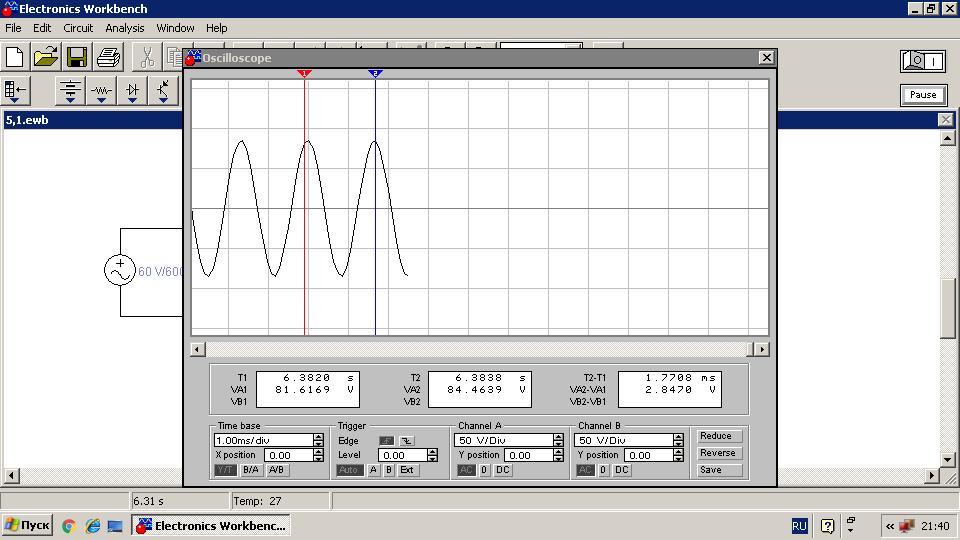 Electronics Workbench
File Edit Circuit Analysis Window Help
Oscilloscope
Pause
5,1.ewb
1 2
60 V/600
T1 6.3820 s T2 6.3838 s T2-T1 1.7708 ms
VA1 81.6169 V VA2 84.4639 V VA2-VA1 2.8470 V
VB1 VB2 VB2-VB1
Time base Trigger Channel A Channel B
1.00ms/div Edge 50 V/Div 50 V/Div Reduce
X position 0.00 Level 0.00 Y position 0.00 Y position 0.00 Reverse
Y/T B/A A/B Auto A B Ext AC 0 DC AC 0 DC Save
6.31 s Temp: 27
Пуск Electronics Workbenc... RU « 21:40